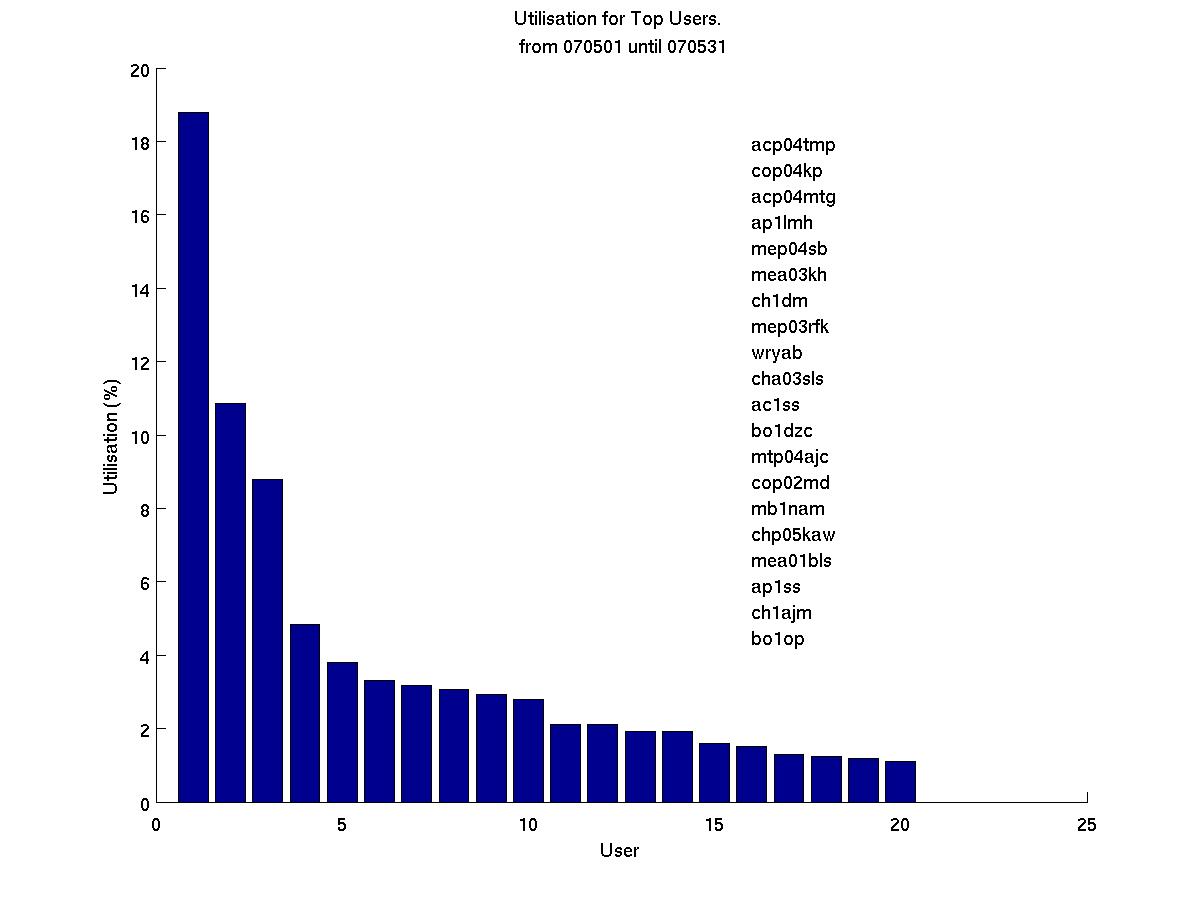 Utilisation for Top Users.
from 070501 until 070531
20
18
16
14
12
10
8
6
4
2
0
Utilisation (%)
acp04tmp
cop04kp
acp04mtg
ap1lmh
mep04sb
mea03kh
ch1dm
mep03rfk
wryab
cha03sls
ac1ss
bo1dzc
mtp04ajc
cop02md
mb1nam
chp05kaw
mea01bls
ap1ss
ch1ajm
bo1op
0 5 10 15 20 25
User